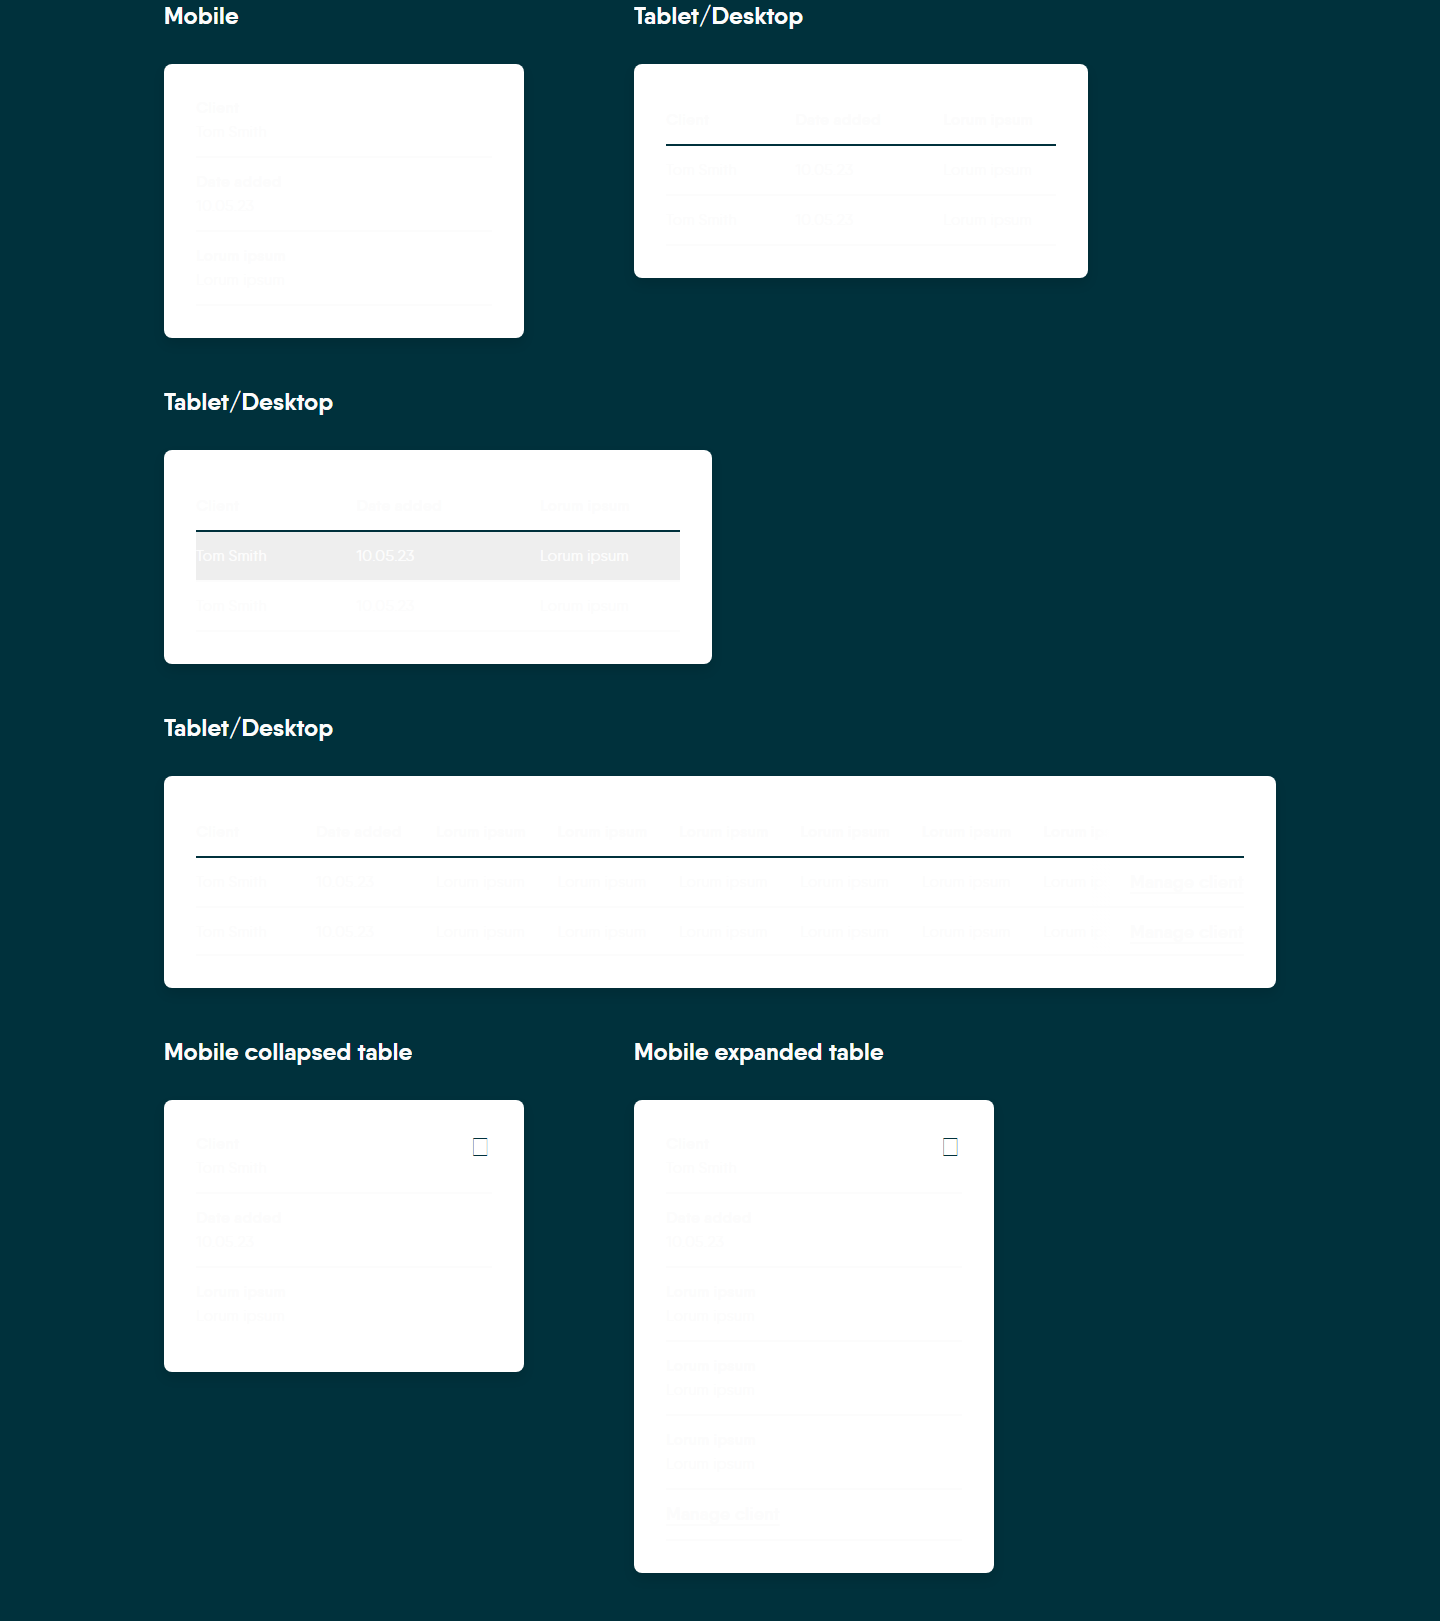 Mobile
Client
Tom Smith
Date added
10.05.23
Lorum ipsum
Lorum ipsum
Tablet/Desktop
Client Date added Lorum ipsum
Tom Smith 10.05.23 Lorum ipsum
Tom Smith 10.05.23 Lorum ipsum
Tablet/Desktop
Client Date added Lorum ipsum
Tom Smith 10.05.23 Lorum ipsum
Tom Smith 10.05.23 Lorum ipsum
Tablet/Desktop
Client Date added Lorum ipsum Lorum ipsum Lorum ipsum Lorum ipsum Lorum ipsum
Tom Smith 10.05.23 Lorum ipsum Lorum ipsum Lorum ipsum Lorum ipsum Lorum ipsum Manage client
Tom Smith 10.05.23 Lorum ipsum Lorum ipsum Lorum ipsum Lorum ipsum Lorum ipsum Manage client
Mobile collapsed table
Client
Tom Smith
Date added
10.05.23
Lorum ipsum
Lorum ipsum
Mobile expanded table
Client
Tom Smith
Date added
10.05.23
Lorum ipsum
Lorum ipsum
Lorum ipsum
Lorum ipsum
Lorum ipsum
Lorum ipsum
Manage client